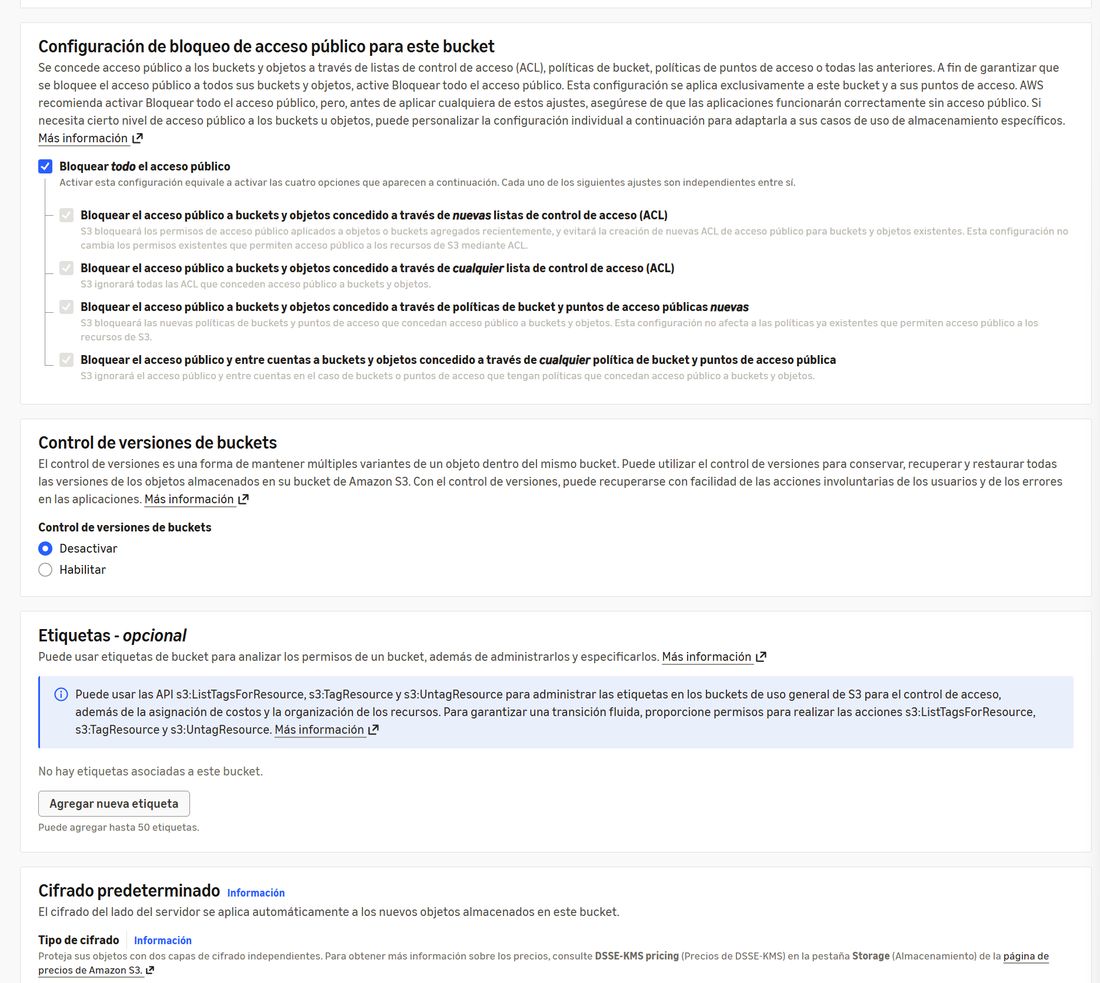 Configuración de bloqueo de acceso público para este bucket
Se concede acceso público a los buckets y objetos a través de listas de control de acceso (ACL), políticas de bucket, políticas de puntos de acceso o todas las anteriores. A fin de garantizar que
se bloquee el acceso público a todos sus buckets y objetos, active Bloquear todo el acceso público. Esta configuración se aplica exclusivamente a este bucket y a sus puntos de acceso. AWS
recomienda activar Bloquear todo el acceso público, pero, antes de aplicar cualquiera de estos ajustes, asegúrese de que las aplicaciones funcionarán correctamente sin acceso público. Si
necesita cierto nivel de acceso público a los buckets u objetos, puede personalizar la configuración individual a continuación para adaptarla a sus casos de uso de almacenamiento específicos.
Más información
Bloquear todo el acceso público
Activar esta configuración equivale a activar las cuatro opciones que aparecen a continuación. Cada uno de los siguientes ajustes son independientes entre sí.
Bloquear el acceso público a buckets y objetos concedido a través de nuevas listas de control de acceso (ACL)
S3 bloqueará los permisos de acceso público aplicados a objetos o buckets agregados recientemente, y evitará la creación de nuevas ACL de acceso público para buckets y objetos existentes. Esta configuración no
cambia los permisos existentes que permiten acceso público a los recursos de S3 mediante ACL.
Bloquear el acceso público a buckets y objetos concedido a través de cualquier lista de control de acceso (ACL)
S3 ignorará todas las ACL que conceden acceso público a buckets y objetos.
Bloquear el acceso público a buckets y objetos concedido a través de políticas de bucket y puntos de acceso públicas nuevas
S3 bloqueará las nuevas políticas de buckets y puntos de acceso que concedan acceso público a buckets y objetos. Esta configuración no afecta a las políticas ya existentes que permiten acceso público a los
recursos de S3.
Bloquear el acceso público y entre cuentas a buckets y objetos concedido a través de cualquier política de bucket y puntos de acceso pública
S3 ignorará el acceso público y entre cuentas en el caso de buckets o puntos de acceso que tengan políticas que concedan acceso público a buckets y objetos.
Control de versiones de buckets
El control de versiones es una forma de mantener múltiples variantes de un objeto dentro del mismo bucket. Puede utilizar el control de versiones para conservar, recuperar y restaurar todas
las versiones de los objetos almacenados en su bucket de Amazon S3. Con el control de versiones, puede recuperarse con facilidad de las acciones involuntarias de los usuarios y de los errores
en las aplicaciones. Más información
Control de versiones de buckets
Desactivar
Habilitar
Etiquetas - opcional
Puede usar etiquetas de bucket para analizar los permisos de un bucket, además de administrarlos y especificarlos. Más información
Puede usar las API s3:ListTagsForResource, s3:TagResource y s3:UntagResource para administrar las etiquetas en los buckets de uso general de S3 para el control de acceso,
además de la asignación de costos y la organización de los recursos. Para garantizar una transición fluida, proporcione permisos para realizar las acciones s3:ListTagsForResource,
s3:TagResource y s3:UntagResource. Más información
No hay etiquetas asociadas a este bucket.
Agregar nueva etiqueta
Puede agregar hasta 50 etiquetas.
Cifrado predeterminado Información
El cifrado del lado del servidor se aplica automáticamente a los nuevos objetos almacenados en este bucket.
Tipo de cifrado Información
Proteja sus objetos con dos capas de cifrado independientes. Para obtener más información sobre los precios, consulte DSSE-KMS pricing (Precios de DSSE-KMS) en la pestaña Storage (Almacenamiento) de la página de
precios de Amazon S3.